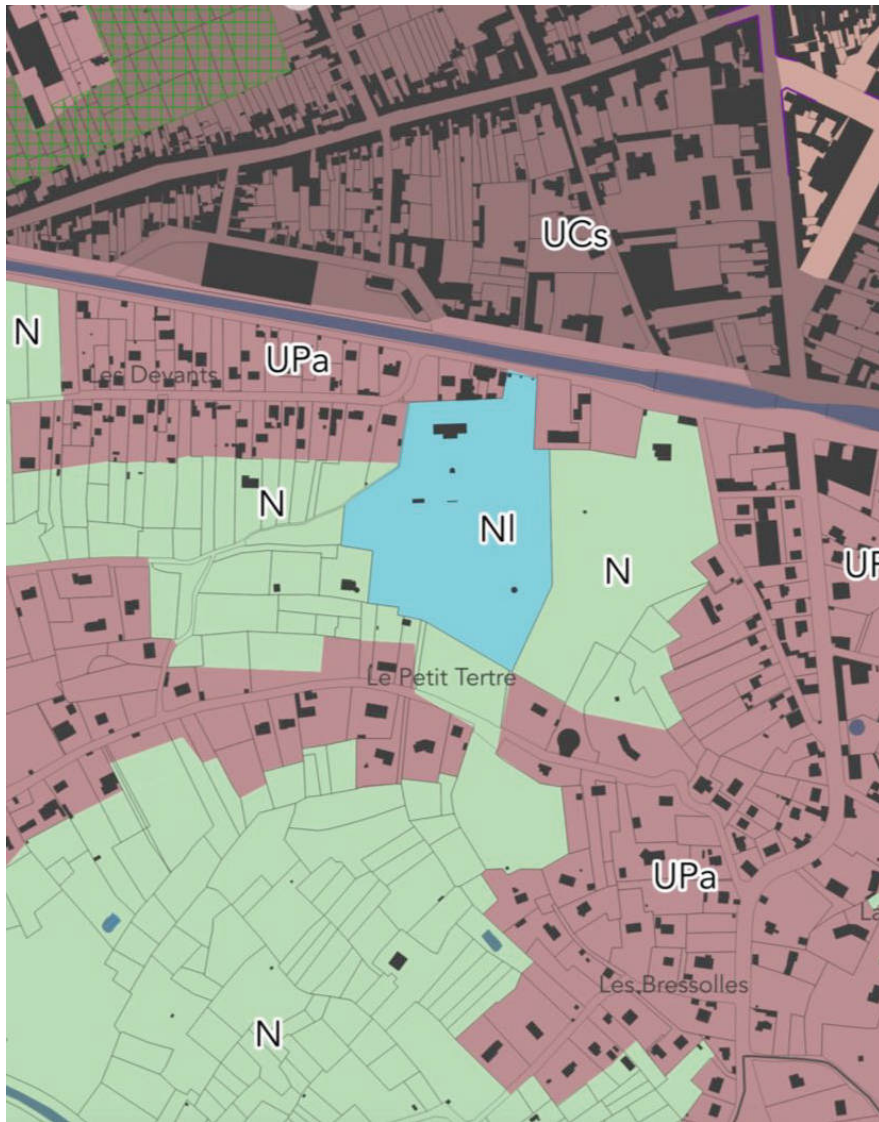 UCs
N
UPa
Les Devants
N
Nl
N
Le Petit Tertre
UPa
Les Bressolles
N